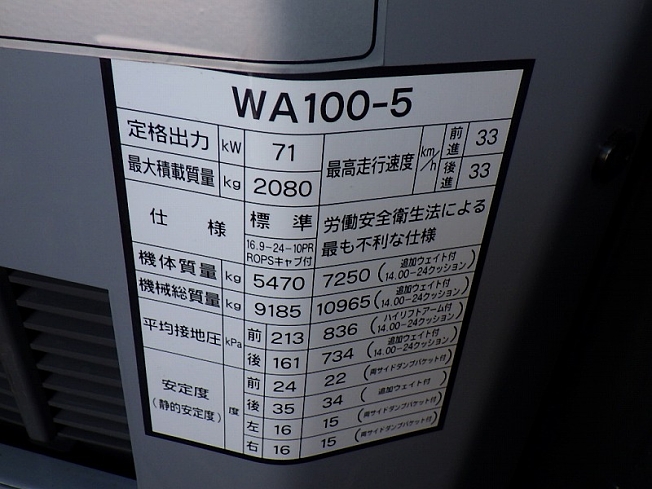 WA100-5
定格出力 kW 71 最高走行速度 km/h 前進 33
最大積載質量 kg 2080 後進 33
仕様 標準 16.9-24-10PR ROPSキャブ付 労働安全衛生法による最も不利な仕様
機体質量 kg 5470 7250 (追加ウェイト付 14.00-24クッション)
機械総質量 kg 9185 10965 (追加ウェイト付 14.00-24クッション)
平均接地圧 kPa 前 213 836 (ハイリフトアーム付 14.00-24クッション)
後 161 734 (追加ウェイト付 14.00-24クッション)
安定度 (静的安定度) 度 前 24 22 (両サイドダンプバケット付)
後 35 34 (追加ウェイト付)
左 16 15 (両サイドダンプバケット付)
右 16 15 (両サイドダンプバケット付)